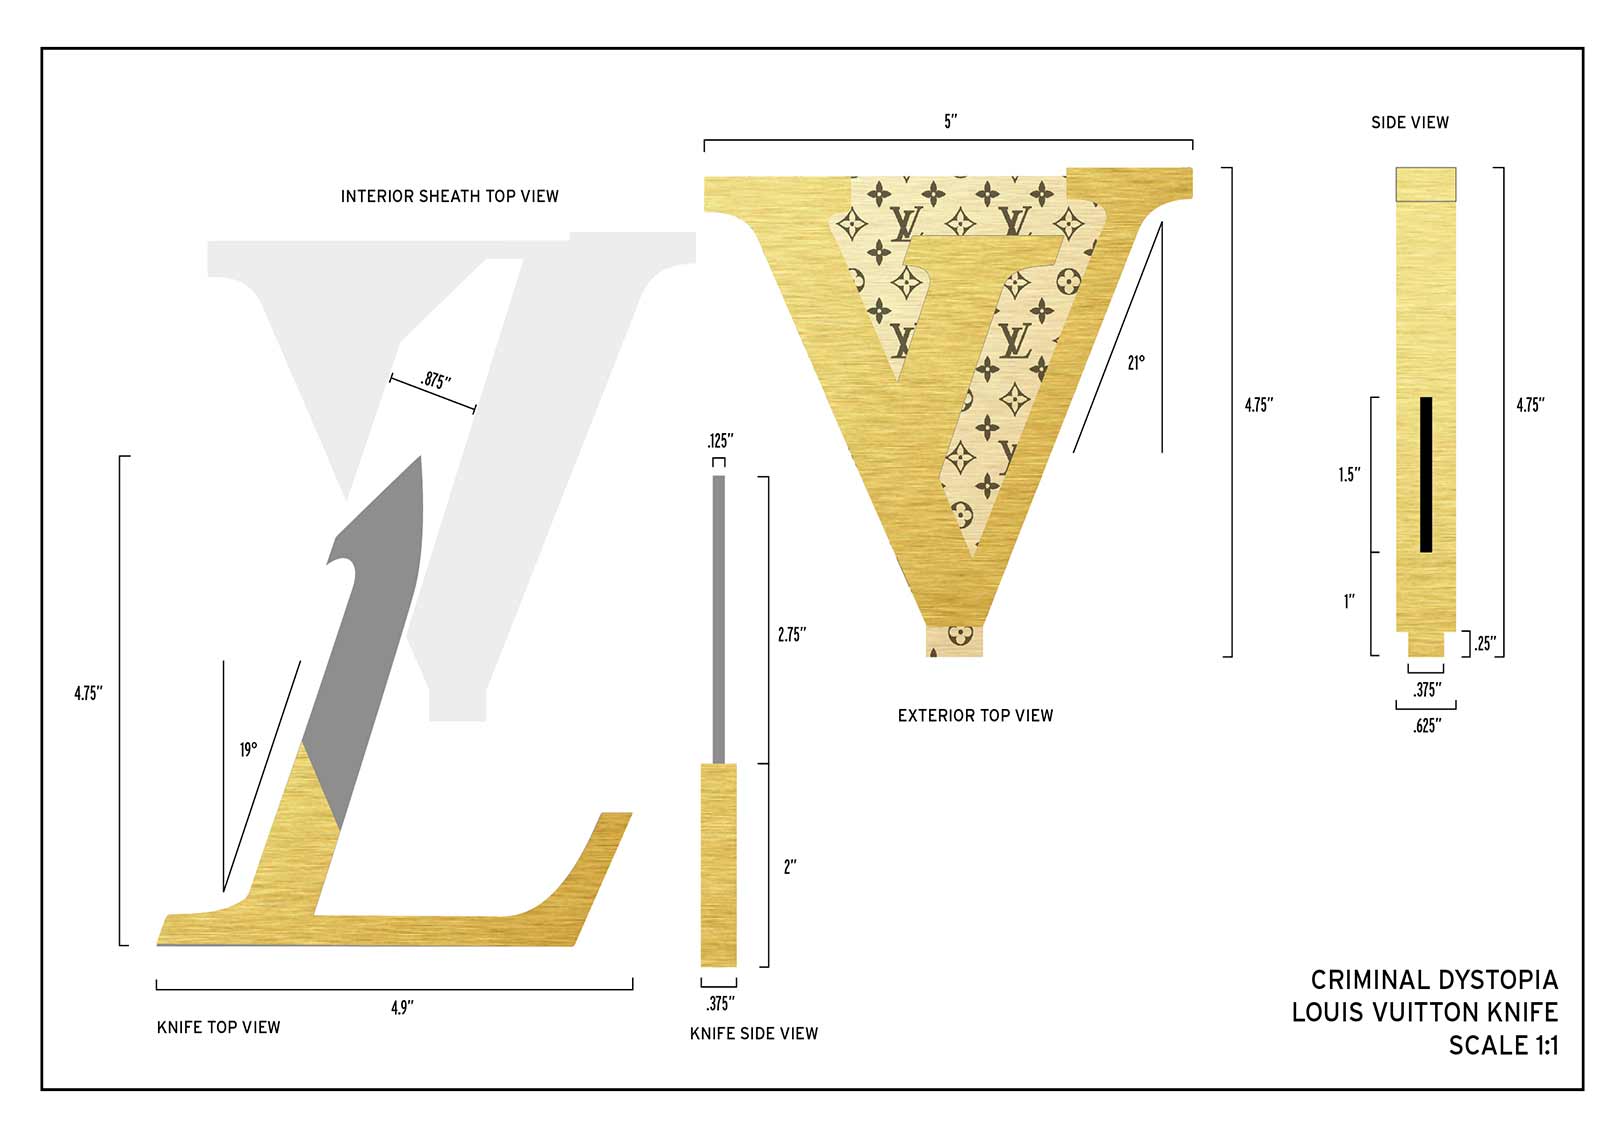 5"
SIDE VIEW
INTERIOR SHEATH TOP VIEW
.875"
21°
4.75"
4.75"
.125"
1.5"
1"
.25"
2.75"
4.75"
.375"
.625"
EXTERIOR TOP VIEW
19°
2"
4.9"
.375"
KNIFE TOP VIEW
KNIFE SIDE VIEW
CRIMINAL DYSTOPIA
LOUIS VUITTON KNIFE
SCALE 1:1